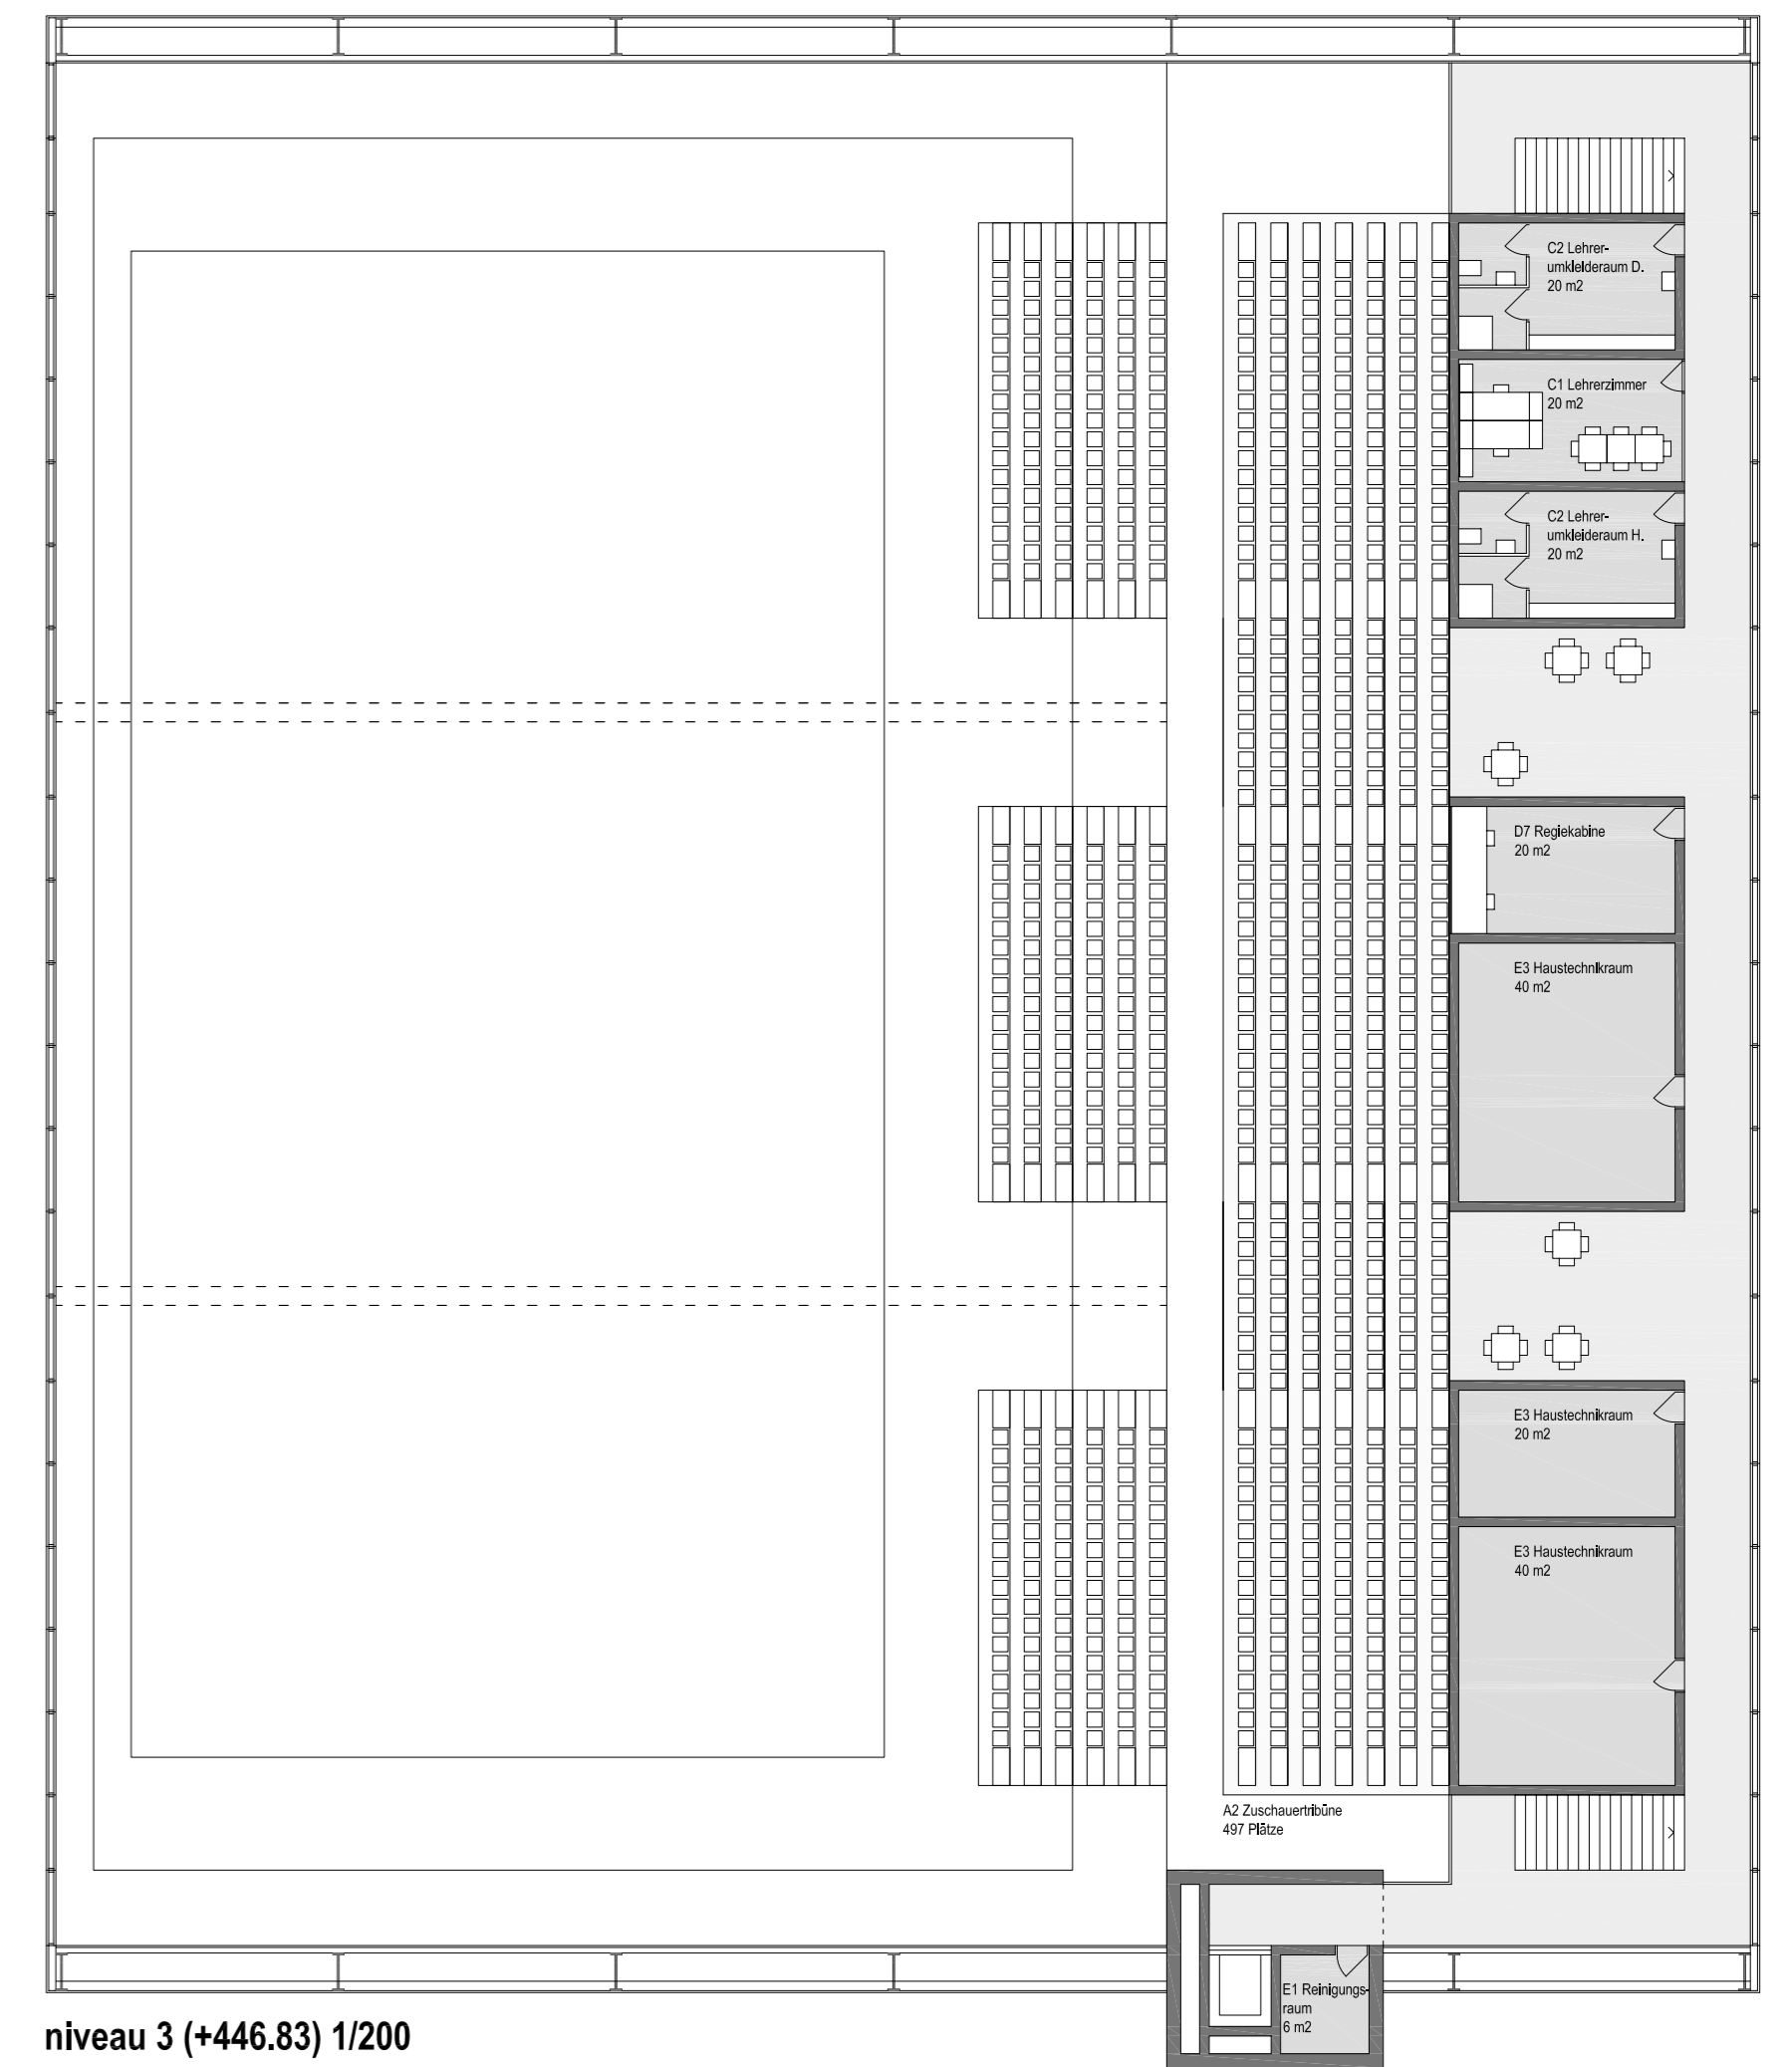 C2 Lehrer-
umkleideraum D.
20 m2
C1 Lehrerzimmer
20 m2
C2 Lehrer-
umkleideraum H.
20 m2
D7 Regiekabine
20 m2
E3 Haustechnikraum
40 m2
E3 Haustechnikraum
20 m2
E3 Haustechnikraum
40 m2
A2 Zuschauertribüne
497 Plätze
E1 Reinigungs-
raum
6 m2
niveau 3 (+446.83) 1/200